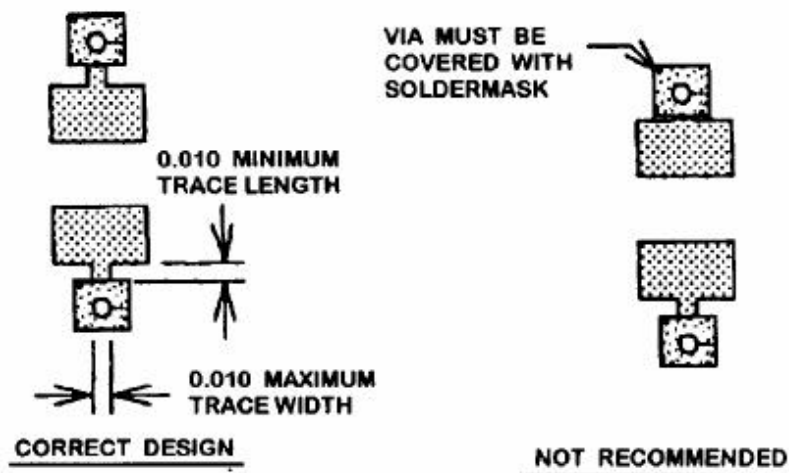 VIA MUST BE
COVERED WITH
SOLDERMASK
0.010 MINIMUM
TRACE LENGTH
0.010 MAXIMUM
TRACE WIDTH
CORRECT DESIGN
NOT RECOMMENDED